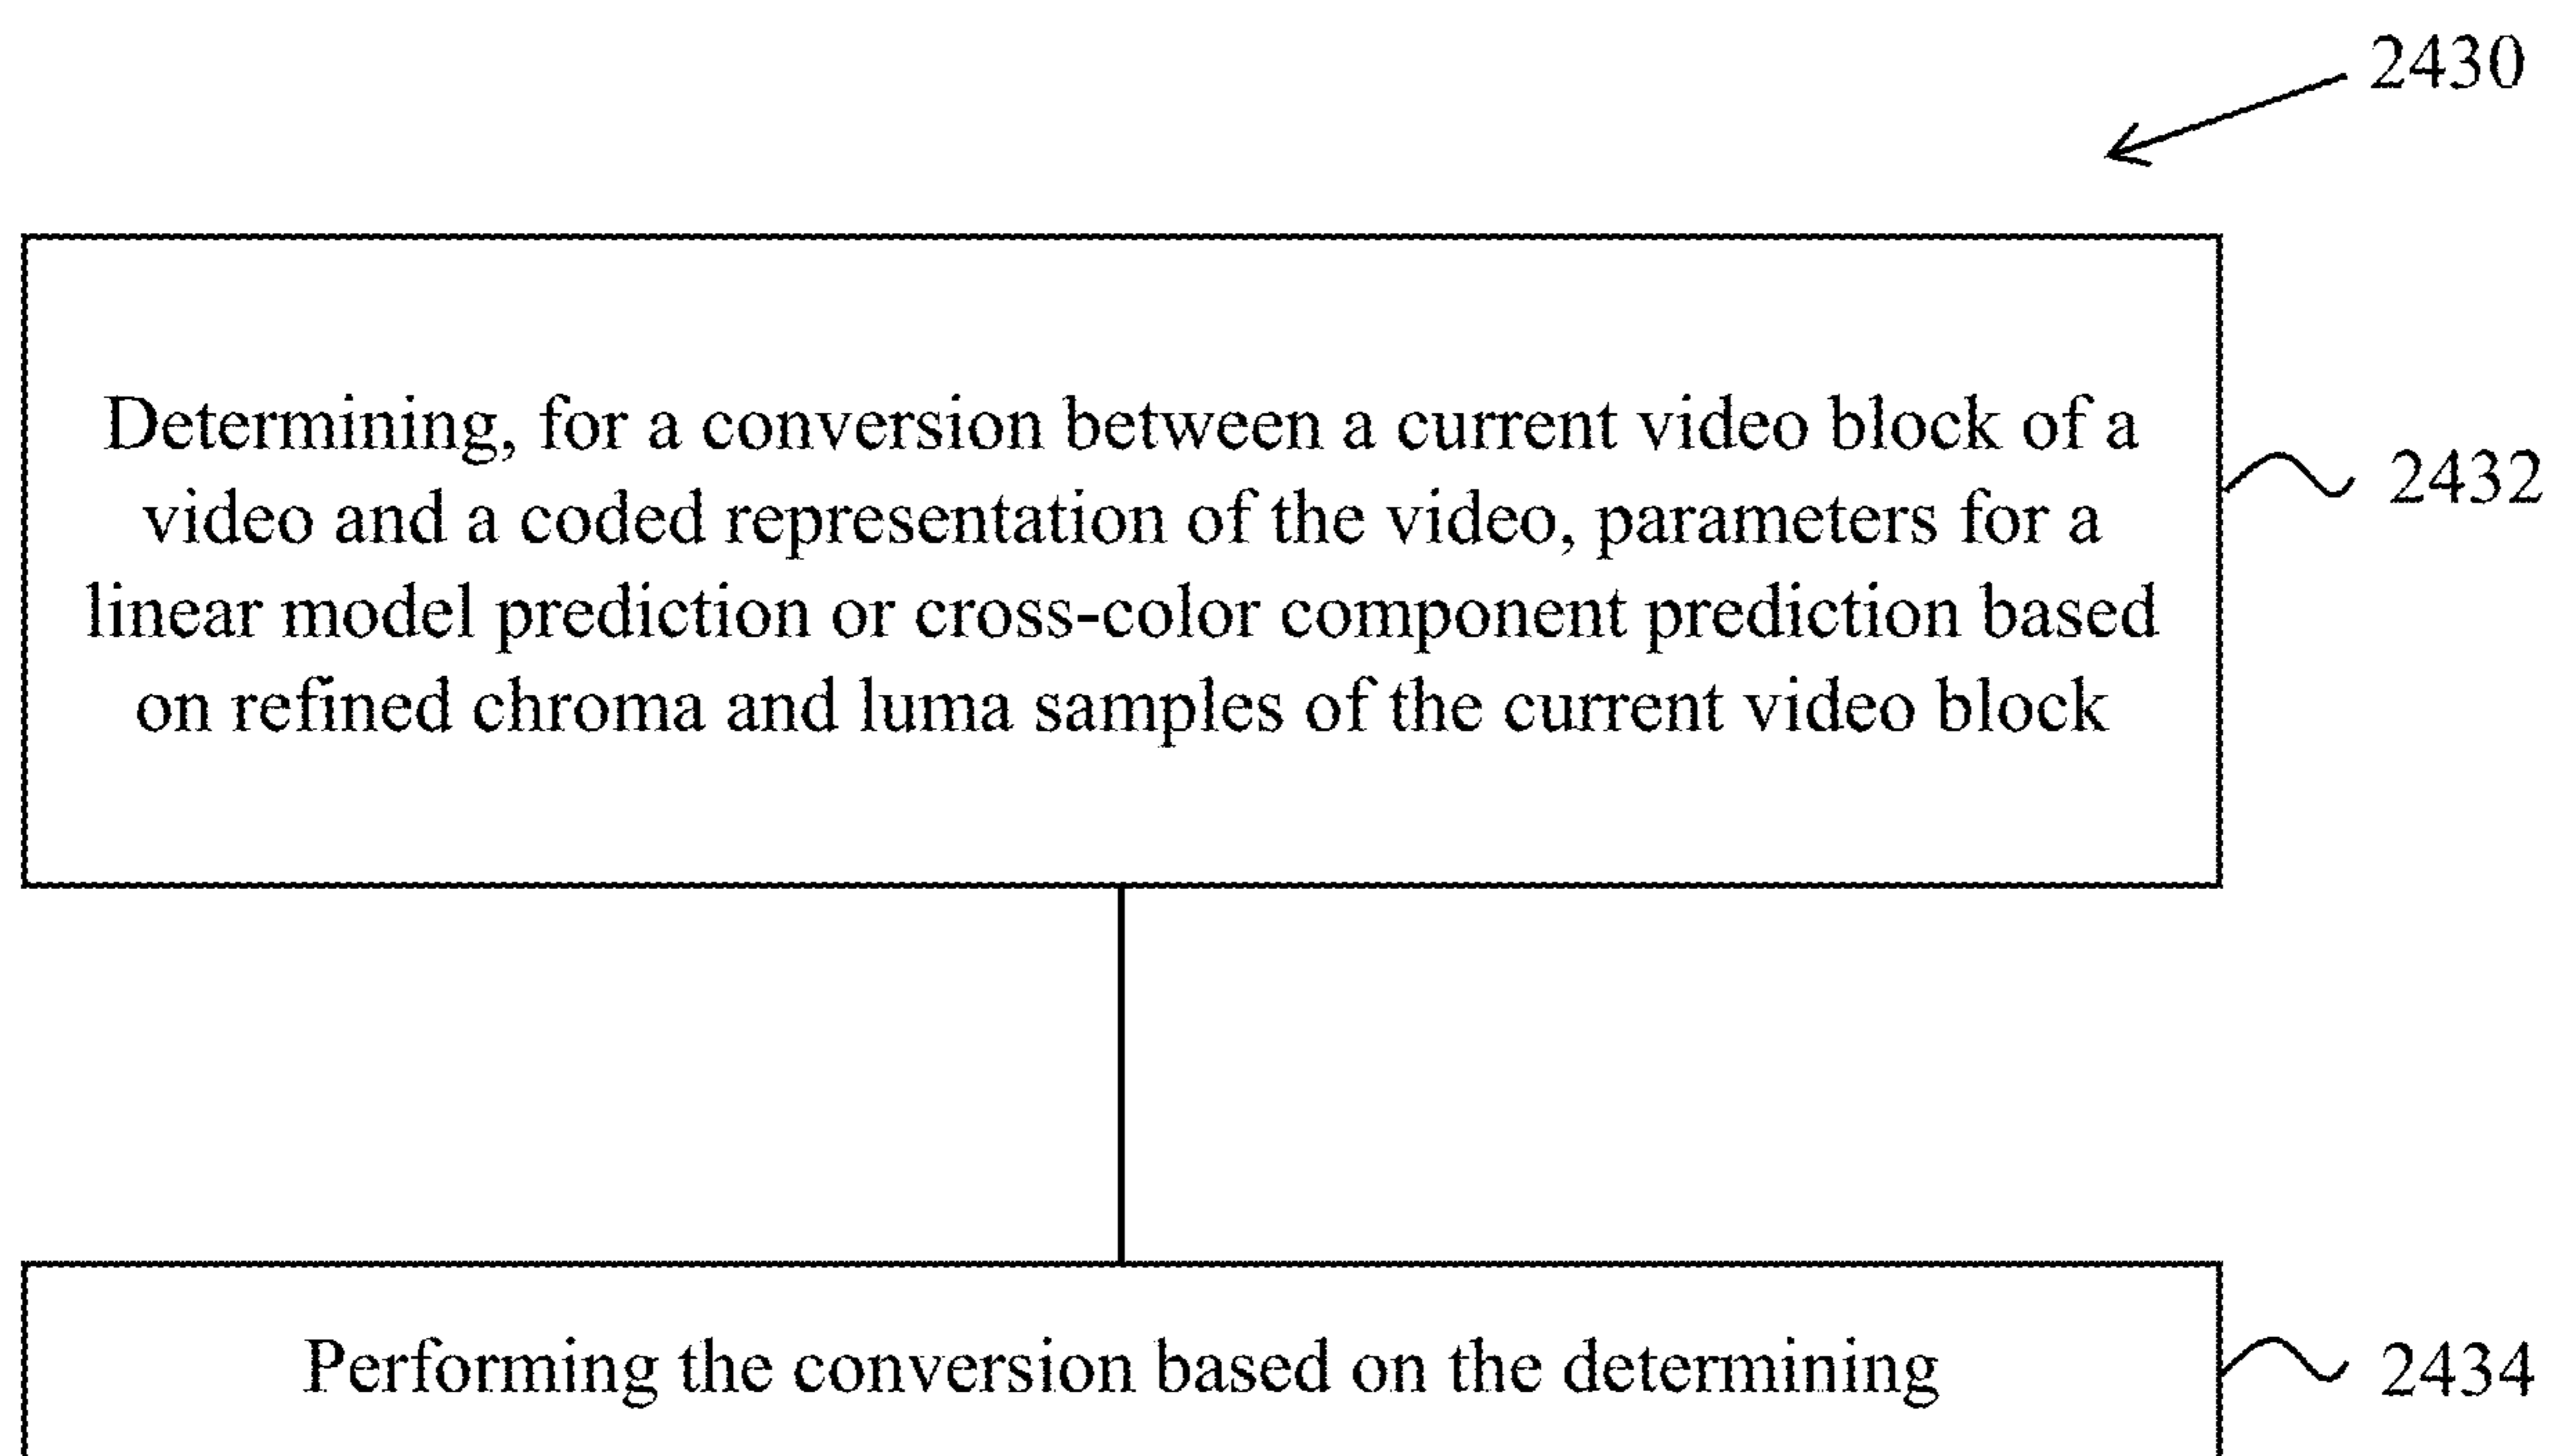 2430
Determining, for a conversion between a current video block of a
video and a coded representation of the video, parameters for a
linear model prediction or cross-color component prediction based
on refined chroma and luma samples of the current video block
2432
Performing the conversion based on the determining
2434